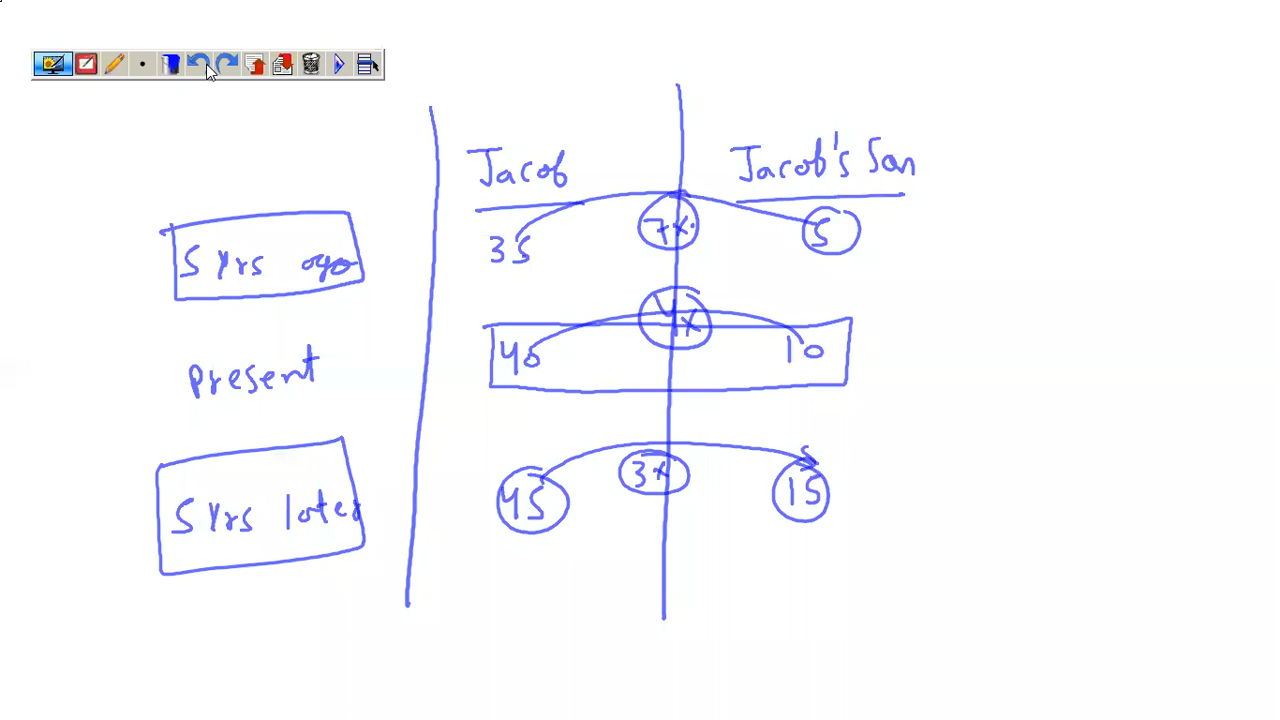 Jacob Jacob's Son
5 Yrs ago 35 7x 5
4x
present 40 10
5 Yrs later 45 3x 15